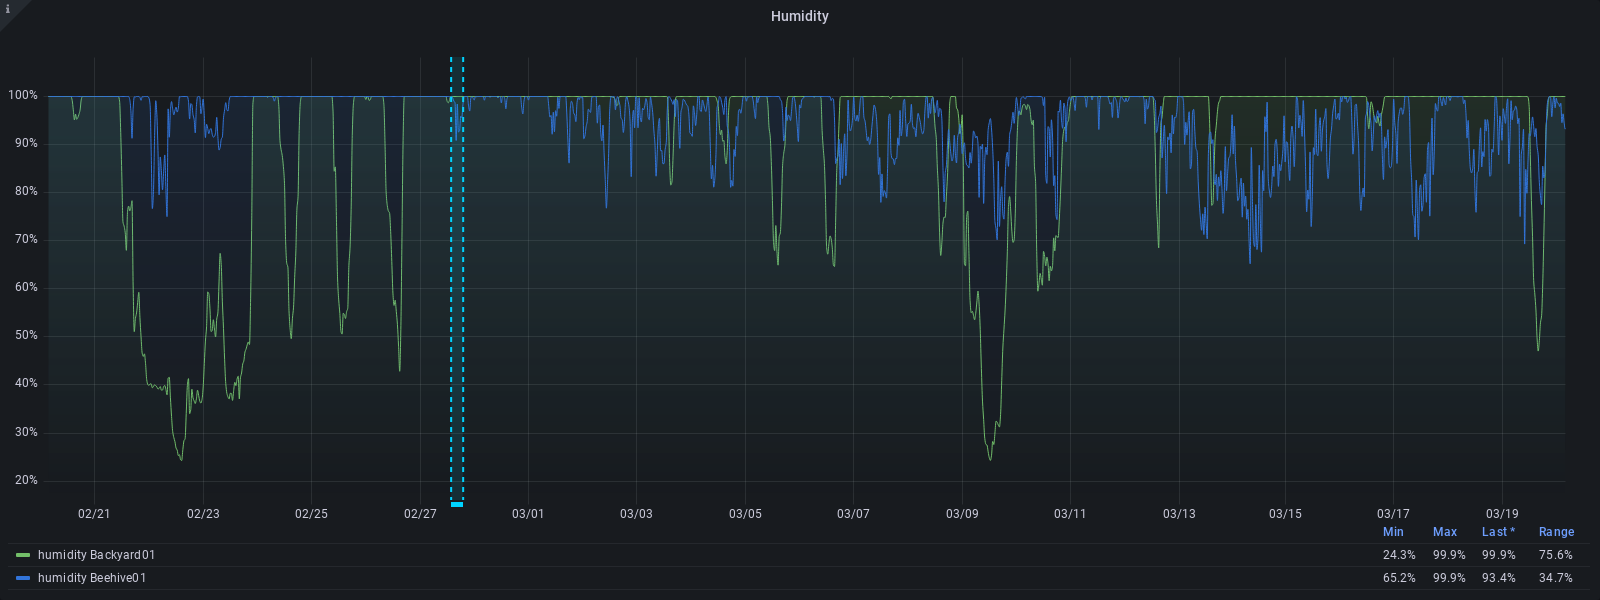 i
Humidity
100%
90%
80%
70%
60%
50%
40%
30%
20%
02/21 02/23 02/25 02/27 03/01 03/03 03/05 03/07 03/09 03/11 03/13 03/15 03/17 03/19
Min Max Last * Range
humidity Backyard01 24.3% 99.9% 99.9% 75.6%
humidity Beehive01 65.2% 99.9% 93.4% 34.7%